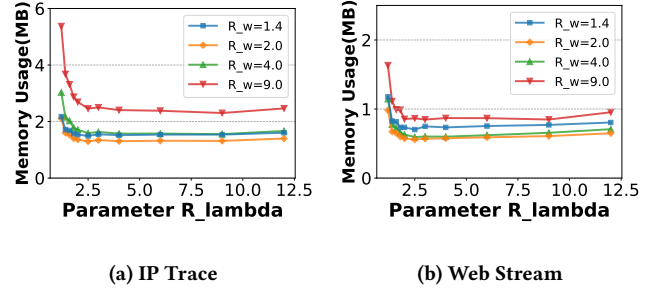 Memory Usage(MB)
6
4
2
0
R_w=1.4
R_w=2.0
R_w=4.0
R_w=9.0
2.5 5.0 7.5 10.0 12.5
Parameter R_lambda
(a) IP Trace
Memory Usage(MB)
2
1
0
R_w=1.4
R_w=2.0
R_w=4.0
R_w=9.0
2.5 5.0 7.5 10.0 12.5
Parameter R_lambda
(b) Web Stream